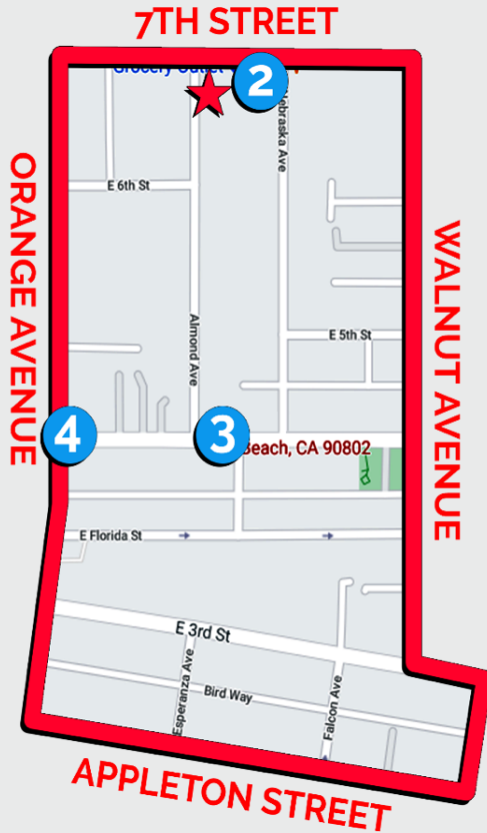 7TH STREET
Grocery Outlet
2
Nebraska Ave
E 6th St
ORANGE AVENUE
WALNUT AVENUE
Almond Ave
E 5th St
4
3
Beach, CA 90802
E Florida St
E 3rd St
Esperanza Ave
Bird Way
Falcon Ave
APPLETON STREET